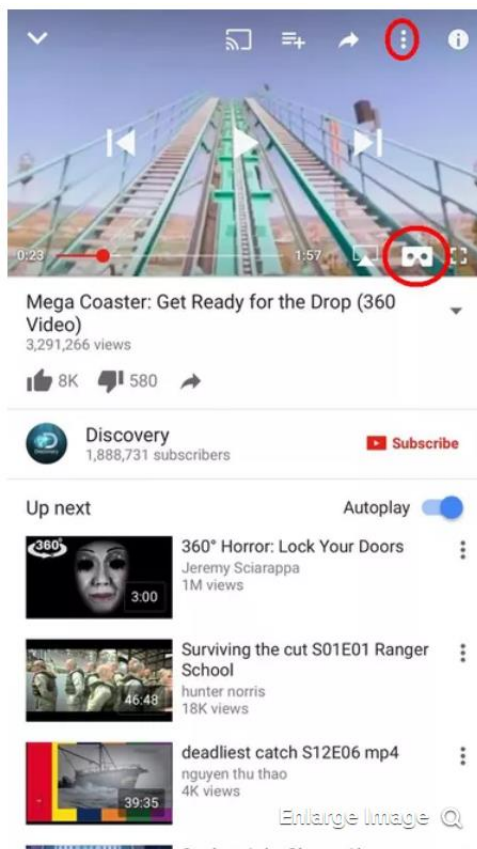 0:23
1:57
Mega Coaster: Get Ready for the Drop (360
Video)
3,291,266 views
8K
580
Discovery
1,888,731 subscribers
Subscribe
Up next
Autoplay
360°
3:00
360° Horror: Lock Your Doors
Jeremy Sciarappa
1M views
46:48
Surviving the cut S01E01 Ranger
School
hunter norris
18K views
39:35
deadliest catch S12E06 mp4
nguyen thu thao
4K views
Enlarge Image